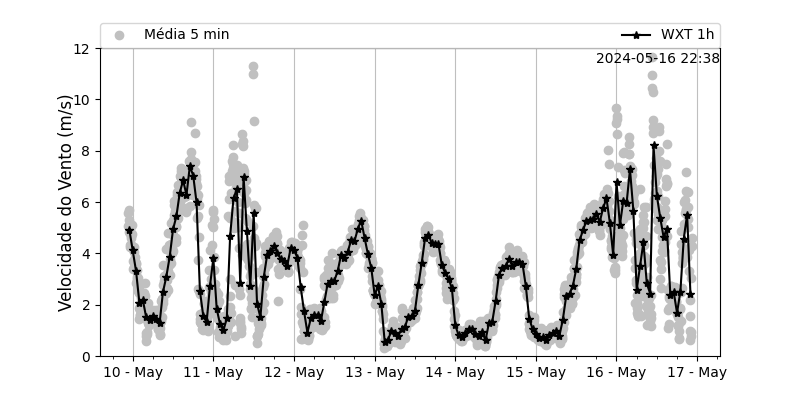 Média 5 min
WXT 1h
2024-05-16 22:38
Velocidade do Vento (m/s)
12
10
8
6
4
2
0
10 - May
11 - May
12 - May
13 - May
14 - May
15 - May
16 - May
17 - May